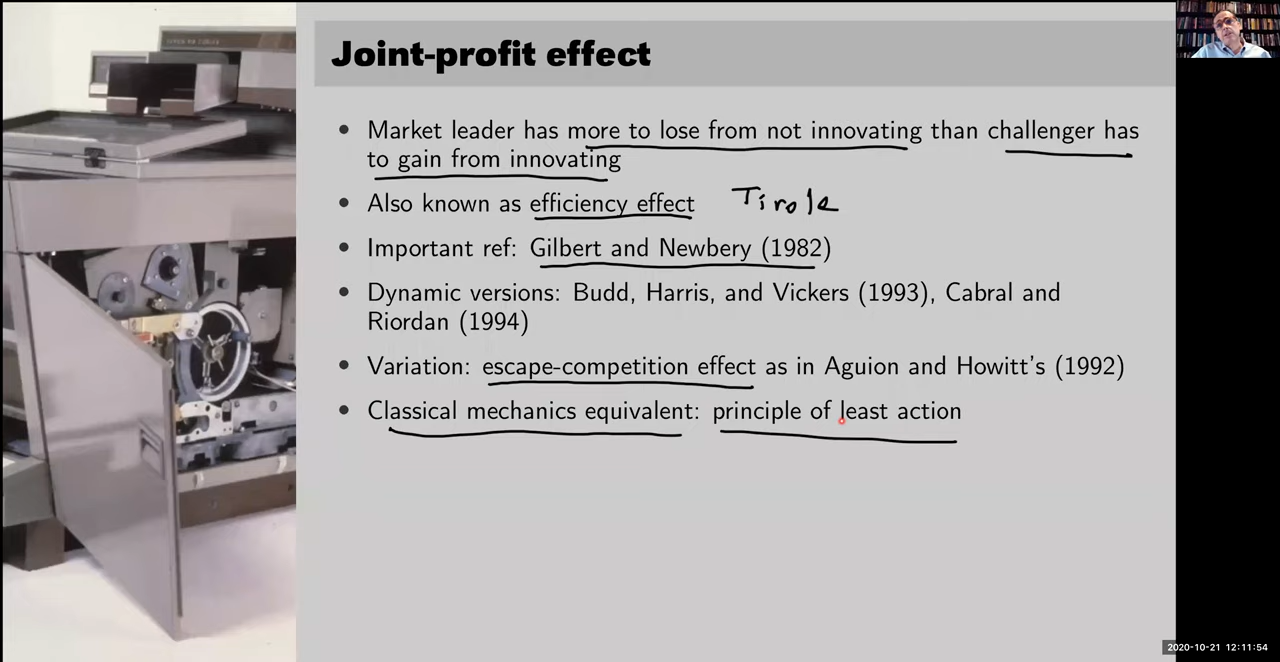 Joint-profit effect
• Market leader has more to lose from not innovating than challenger has
to gain from innovating
• Also known as efficiency effect Tirole
• Important ref: Gilbert and Newbery (1982)
• Dynamic versions: Budd, Harris, and Vickers (1993), Cabral and
Riordan (1994)
• Variation: escape-competition effect as in Aguion and Howitt's (1992)
• Classical mechanics equivalent: principle of least action
2020-10-21 12:11:54